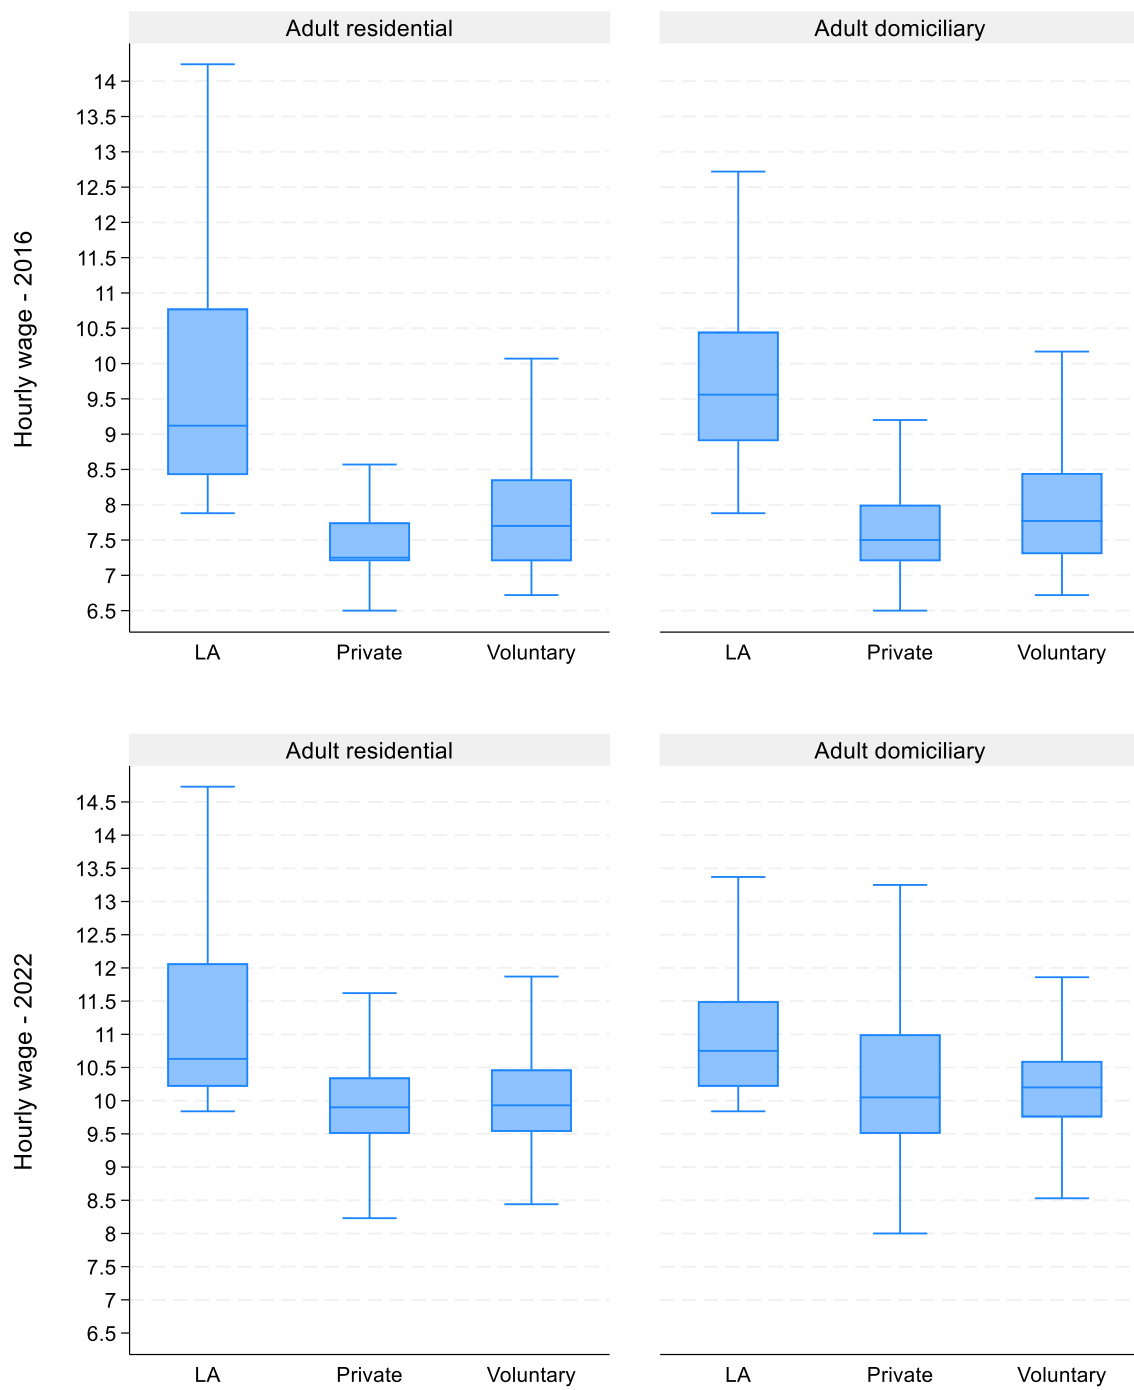 Adult residential
Adult domiciliary
Hourly wage - 2016
14
13.5
13
12.5
12
11.5
11
10.5
10
9.5
9
8.5
8
7.5
7
6.5
LA
Private
Voluntary
LA
Private
Voluntary
Adult residential
Adult domiciliary
Hourly wage - 2022
14.5
14
13.5
13
12.5
12
11.5
11
10.5
10
9.5
9
8.5
8
7.5
7
6.5
LA
Private
Voluntary
LA
Private
Voluntary